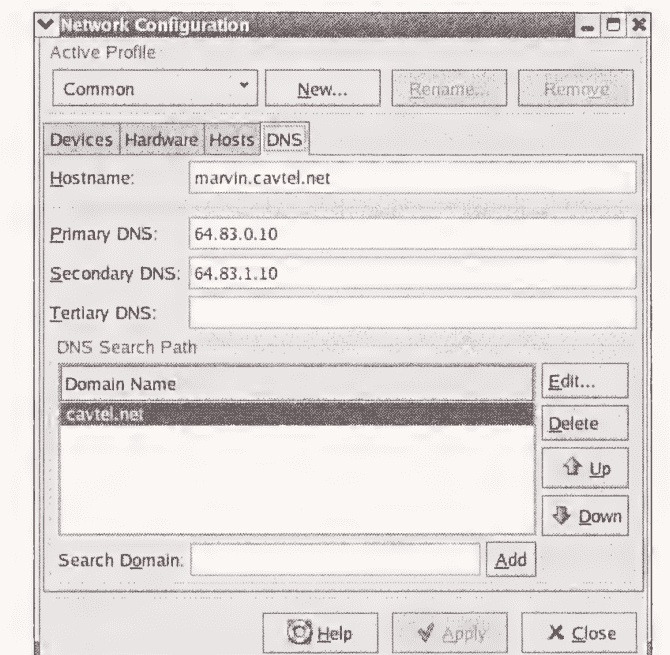 Network Configuration
Active Profile
Common New... Rename... Remove
Devices Hardware Hosts DNS
Hostname: marvin.cavtel.net
Primary DNS: 64.83.0.10
Secondary DNS: 64.83.1.10
Tertiary DNS:
DNS Search Path
Domain Name
cavtel.net
Edit...
Delete
Up
Down
Search Domain: Add
Help Apply Close